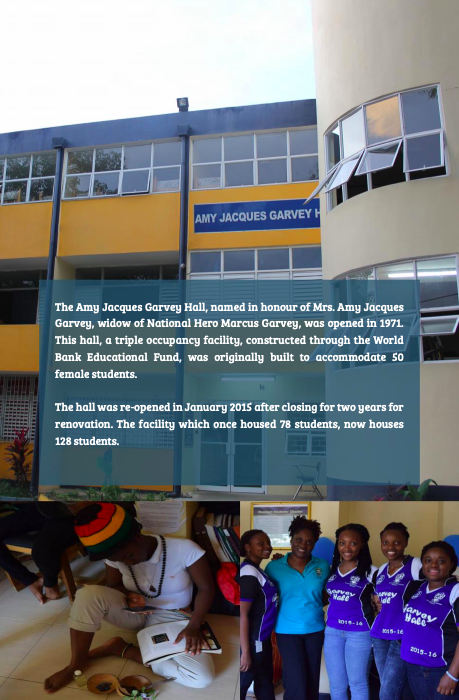 AMY JACQUES GARVEY H
The Amy Jacques Garvey Hall, named in honour of Mrs. Amy Jacques
Garvey, widow of National Hero Marcus Garvey, was opened in 1971.
This hall, a triple occupancy facility, constructed through the World
Bank Educational Fund, was originally built to accommodate 50
female students.
The hall was re-opened in January 2015 after closing for two years for
renovation. The facility which once housed 78 students, now houses
128 students.
Garvey
Hall
2015-16
Garvey
Hall
2015-16
Garvey
Hall
2015-16